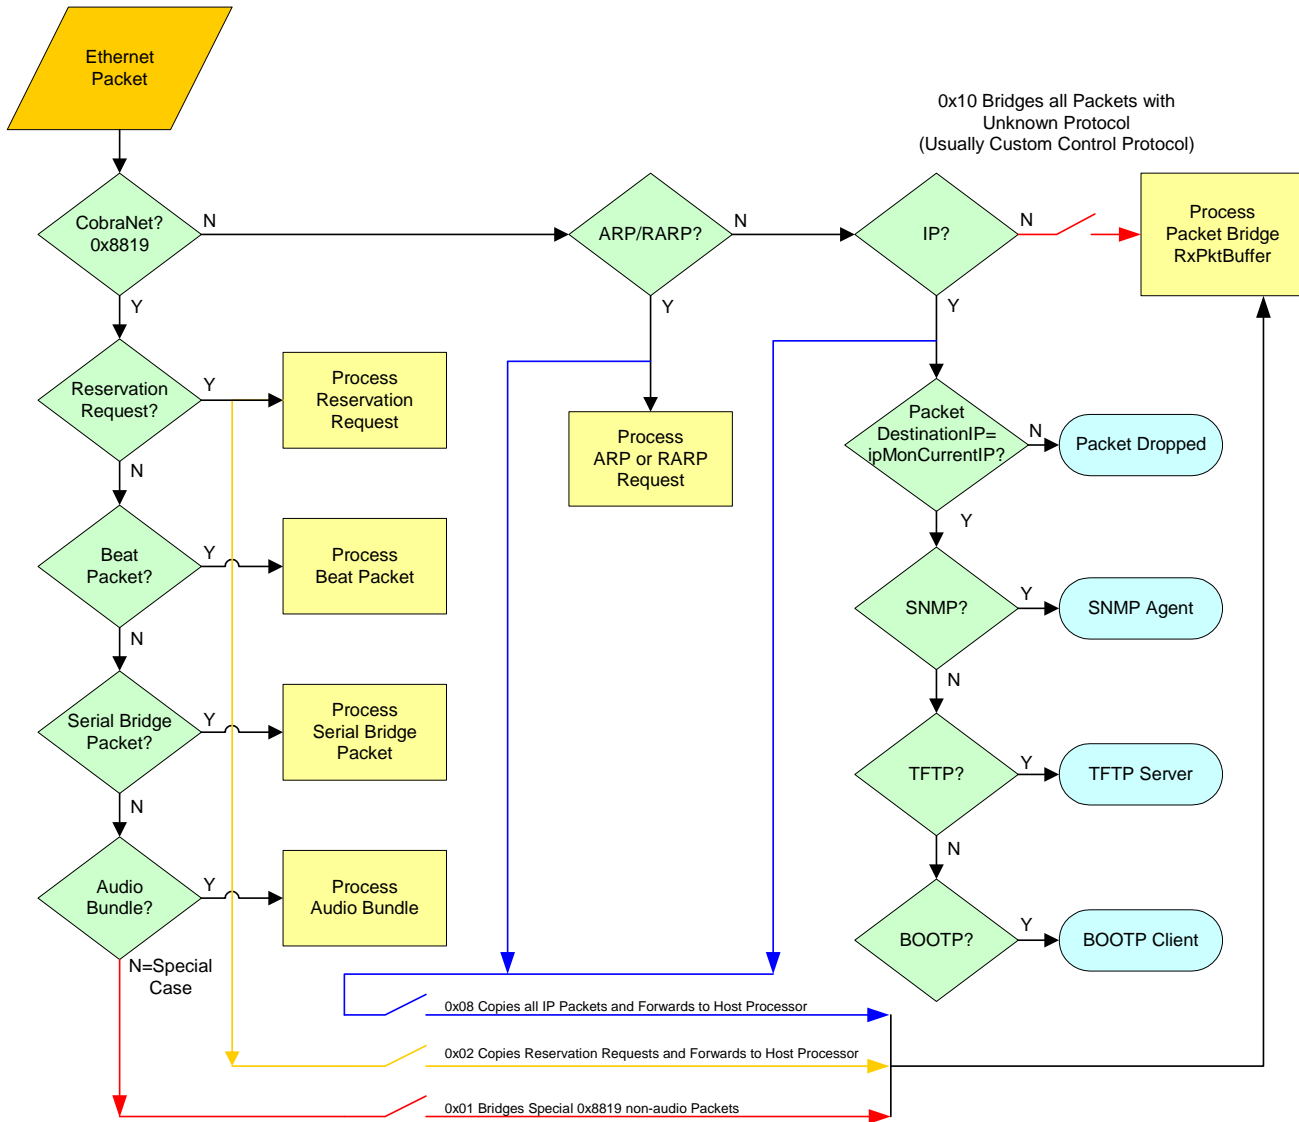 Ethernet
Packet
0x10 Bridges all Packets with
Unknown Protocol
(Usually Custom Control Protocol)
CobraNet?
0x8819
N
Y
ARP/RARP?
N
Y
IP?
N
Y
Process
Packet Bridge
RxPktBuffer
Reservation
Request?
Y
N
Process
Reservation
Request
Process
ARP or RARP
Request
Packet
DestinationIP=
ipMonCurrentIP?
N
Y
Packet Dropped
Beat
Packet?
Y
N
Process
Beat Packet
SNMP?
Y
N
SNMP Agent
Serial Bridge
Packet?
Y
N
Process
Serial Bridge
Packet
TFTP?
Y
N
TFTP Server
Audio
Bundle?
Y
N=Special
Case
Process
Audio Bundle
BOOTP?
Y
BOOTP Client
0x08 Copies all IP Packets and Forwards to Host Processor
0x02 Copies Reservation Requests and Forwards to Host Processor
0x01 Bridges Special 0x8819 non-audio Packets